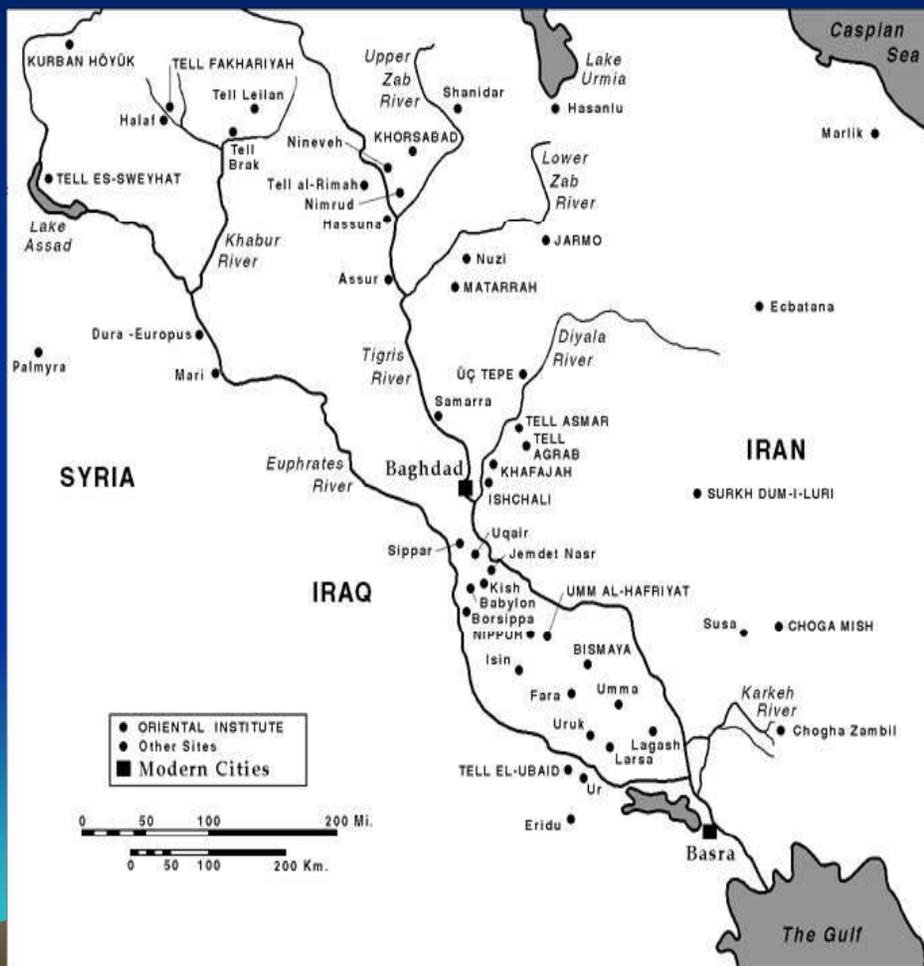 Caspian
Sea
KURBAN HÖYÜK
TELL FAKHARIYAH
Upper
Zab
River
Lake
Urmia
Tell Leilan
Shanidar
Hasanlu
Halaf
Tell
Brak
Nineveh
KHORSABAD
Marlik
Lower
Zab
River
TELL ES-SWEYHAT
Tell al-Rimah
Nimrud
Hassuna
Lake
Assad
Khabur
River
JARMO
Nuzi
Assur
MATARRAH
Ecbatana
Dura -Europus
Diyala
River
Palmyra
Mari
Tigris
River
ÜÇ TEPE
Samarra
TELL ASMAR
TELL
AGRAB
IRAN
SYRIA
Euphrates
River
Baghdad
KHAFAJAH
ISHCHALI
SURKH DUM-I-LURI
Uqair
Sippar
Jemdet Nasr
IRAQ
Kish
UMM AL-HAFRIYAT
Babylon
Borsippa
NIPPUR
Susa
CHOGA MISH
Isin
BISMAYA
Fara
Umma
Karkeh
River
Uruk
Lagash
Larsa
Chogha Zambil
ORIENTAL INSTITUTE
Other Sites
Modern Cities
TELL EL-UBAID
Ur
0 50 100 200 Mi.
Eridu
Basra
0 50 100 200 Km.
The Gulf